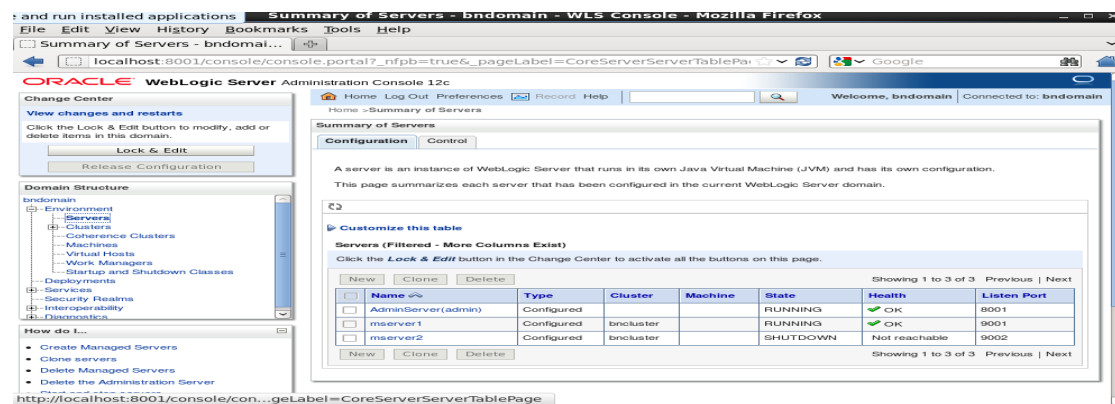 and run installed applications
Summary of Servers - bndomain - WLS Console - Mozilla Firefox
File Edit View History Bookmarks Tools Help
Summary of Servers - bndomai...
localhost:8001/console/console.portal?_nfpb=true&_pageLabel=CoreServerServerTablePa
Google
ORACLE WebLogic Server Administration Console 12c
Change Center
View changes and restarts
Click the Lock & Edit button to modify, add or
delete items in this domain.
Lock & Edit
Release Configuration
Domain Structure
bndomain
Environment
Servers
Clusters
Coherence Clusters
Machines
Virtual Hosts
Work Managers
Startup and Shutdown Classes
Deployments
Services
Security Realms
Interoperability
Diagnostics
How do I...
Create Managed Servers
Clone servers
Delete Managed Servers
Delete the Administration Server
Start and stop servers
Home Log Out Preferences Record Help
Welcome, bndomain Connected to: bndomain
Home >Summary of Servers
Summary of Servers
Configuration Control
A server is an instance of WebLogic Server that runs in its own Java Virtual Machine (JVM) and has its own configuration.
This page summarizes each server that has been configured in the current WebLogic Server domain.
Customize this table
Servers (Filtered - More Columns Exist)
Click the Lock & Edit button in the Change Center to activate all the buttons on this page.
New Clone Delete Showing 1 to 3 of 3 Previous | Next
Name Type Cluster Machine State Health Listen Port
AdminServer(admin) Configured RUNNING OK 8001
mserver1 Configured bncluster RUNNING OK 9001
mserver2 Configured bncluster SHUTDOWN Not reachable 9002
New Clone Delete Showing 1 to 3 of 3 Previous | Next
http://localhost:8001/console/con...geLabel=CoreServerServerTablePage